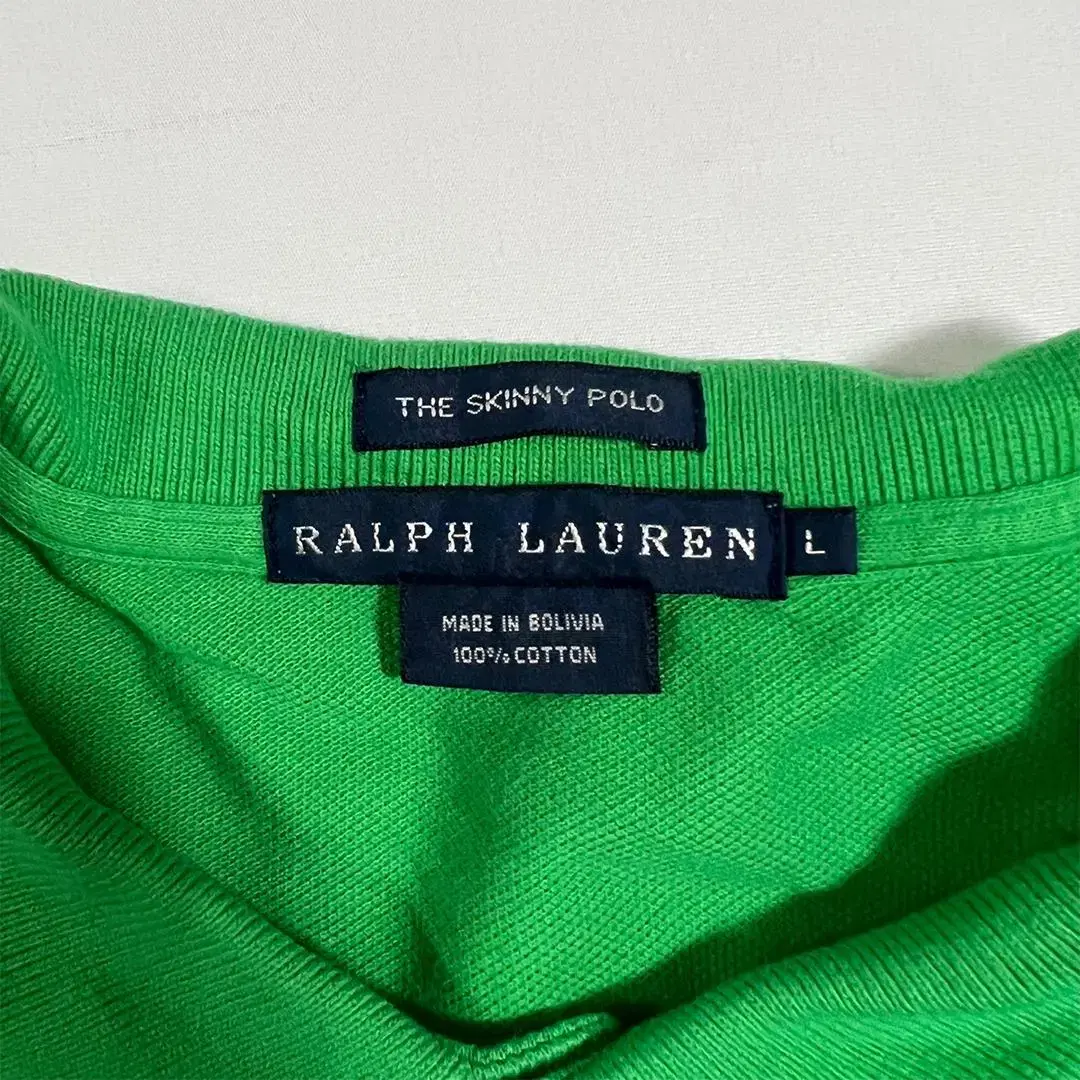 THE SKINNY POLO
RALPH LAUREN
L
MADE IN BOLIVIA
100% COTTON